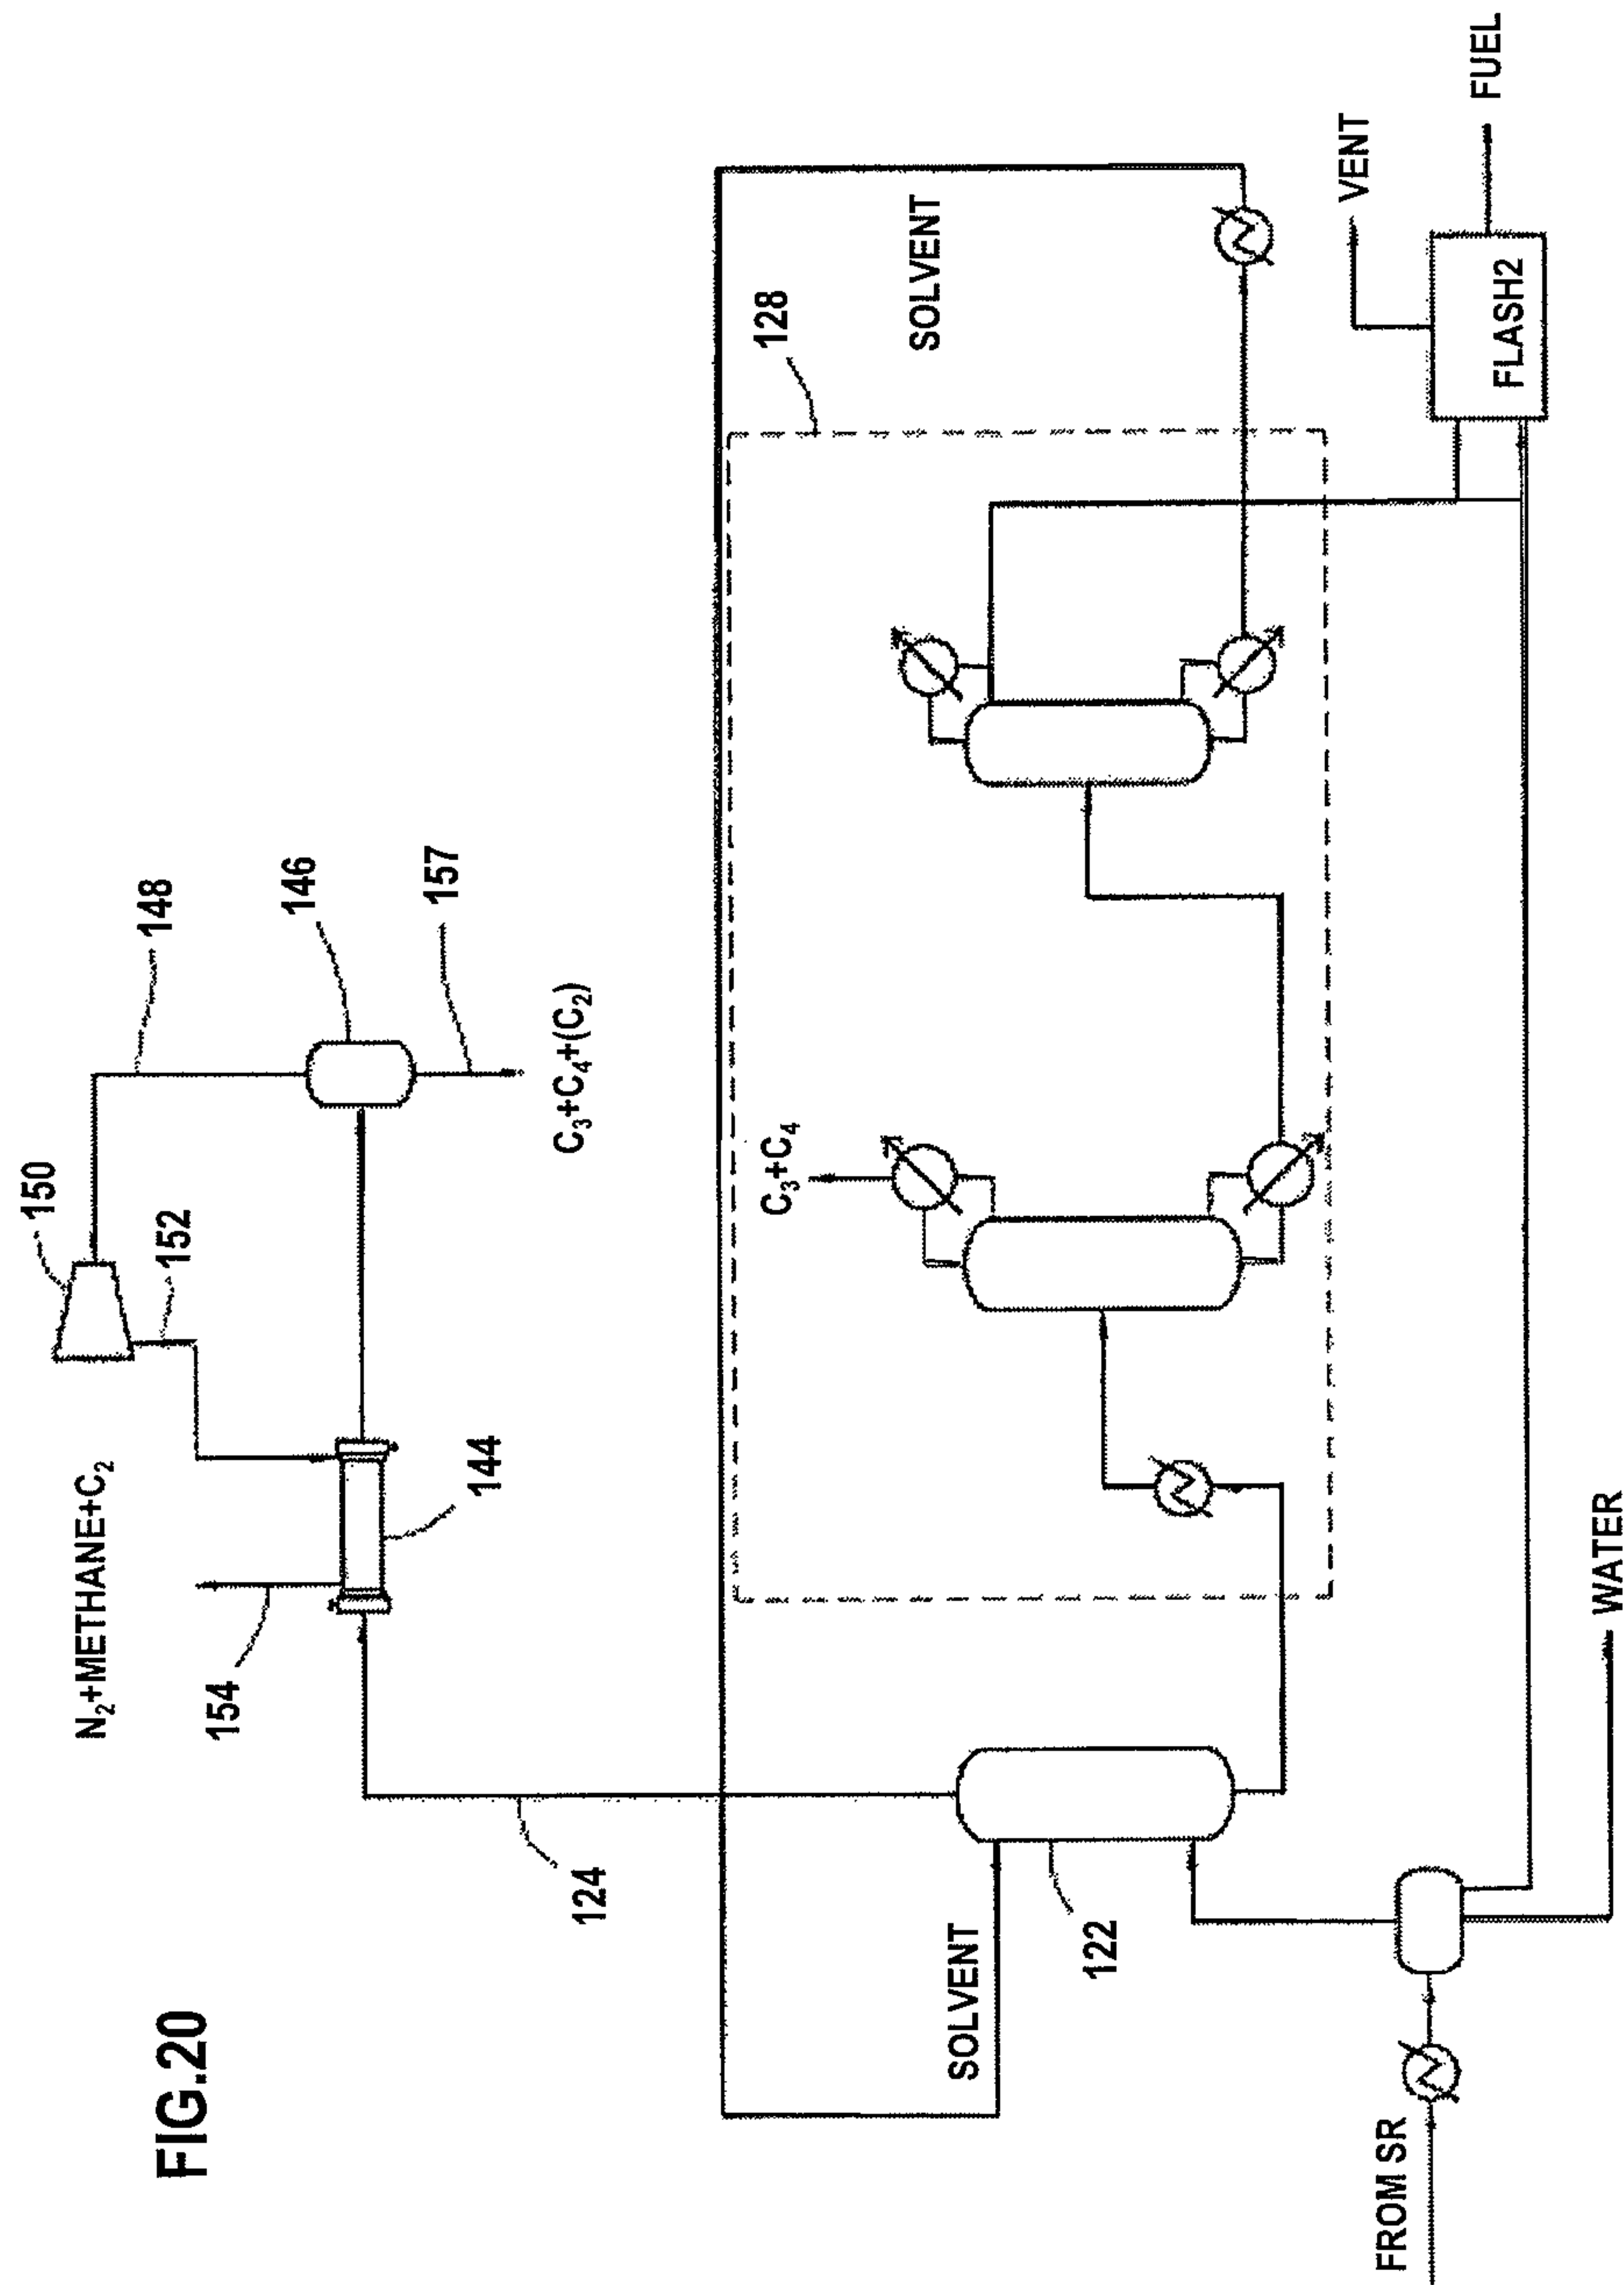 FIG.20
N₂+METHANE+C₂
150
152
148
146
157
C₃+C₄+(C₂)
154
144
124
C₃+C₄
128
SOLVENT
SOLVENT
122
VENT
FUEL
FLASH2
FROM SR
WATER